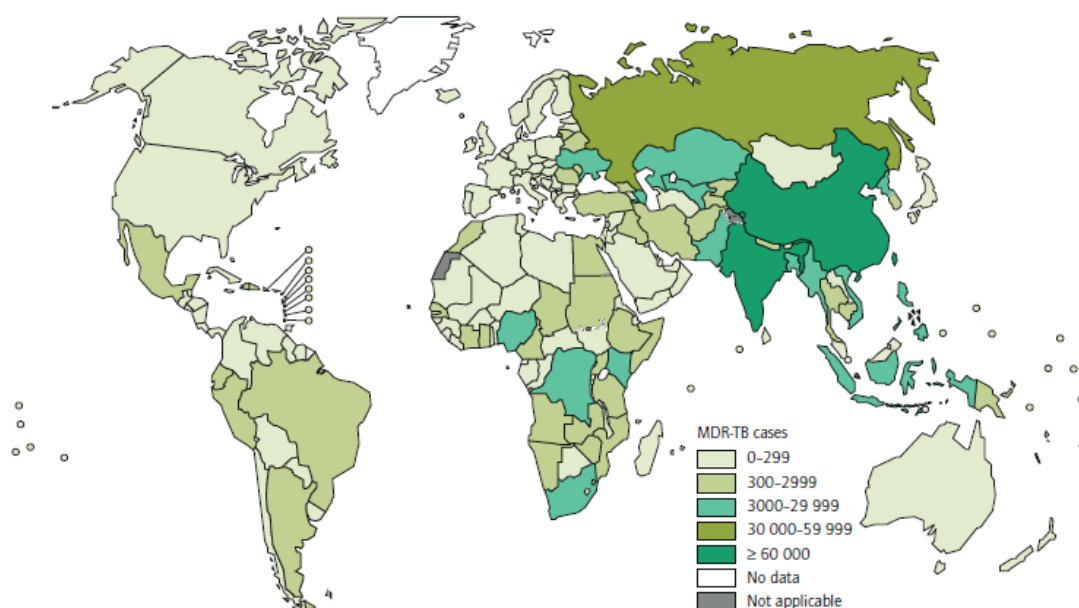 MDR-TB cases
0–299
300–2999
3000–29 999
30 000–59 999
≥ 60 000
No data
Not applicable